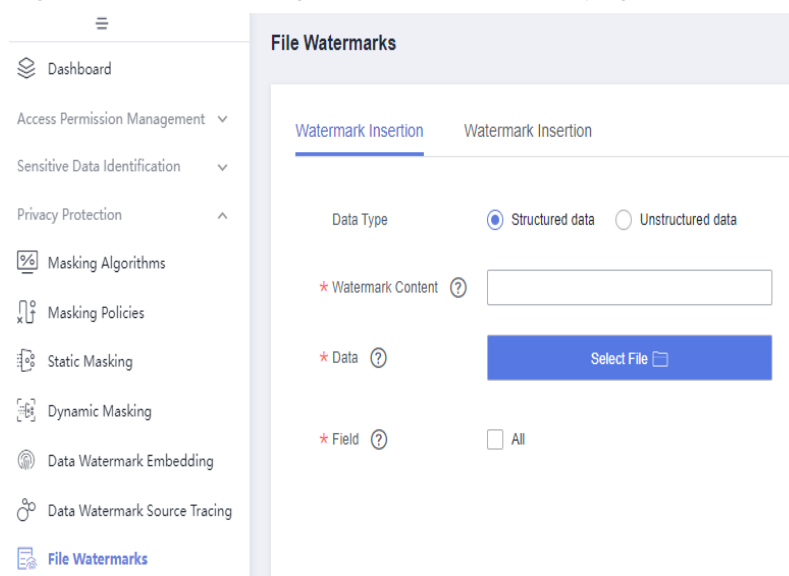 Dashboard
Access Permission Management
Sensitive Data Identification
Privacy Protection
Masking Algorithms
Masking Policies
Static Masking
Dynamic Masking
Data Watermark Embedding
Data Watermark Source Tracing
File Watermarks
File Watermarks
Watermark Insertion Watermark Insertion
Data Type Structured data Unstructured data
* Watermark Content ?
* Data ? Select File
* Field ? All